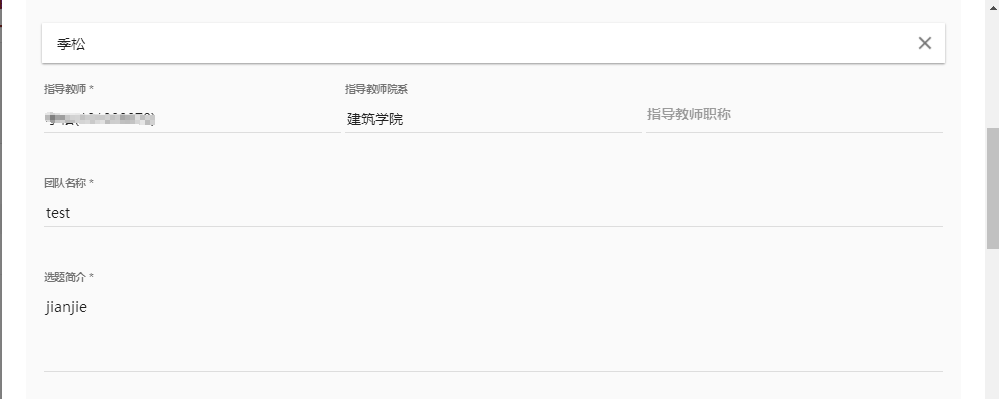 季松
指导教师 *
指导教师院系
建筑学院
指导教师职称
团队名称 *
test
选题简介 *
jianjie